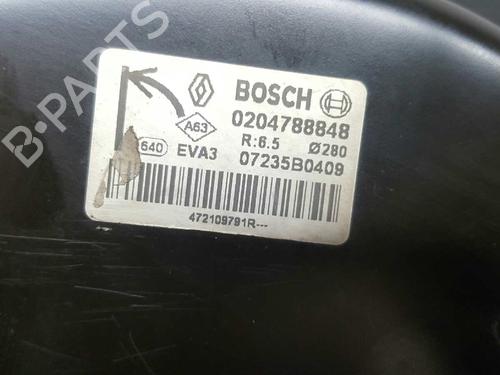 BOSCH
0204788848
A63
R:6.5 Ø280
640 EVA3 07235B0409
472109791R---
B-PARTS